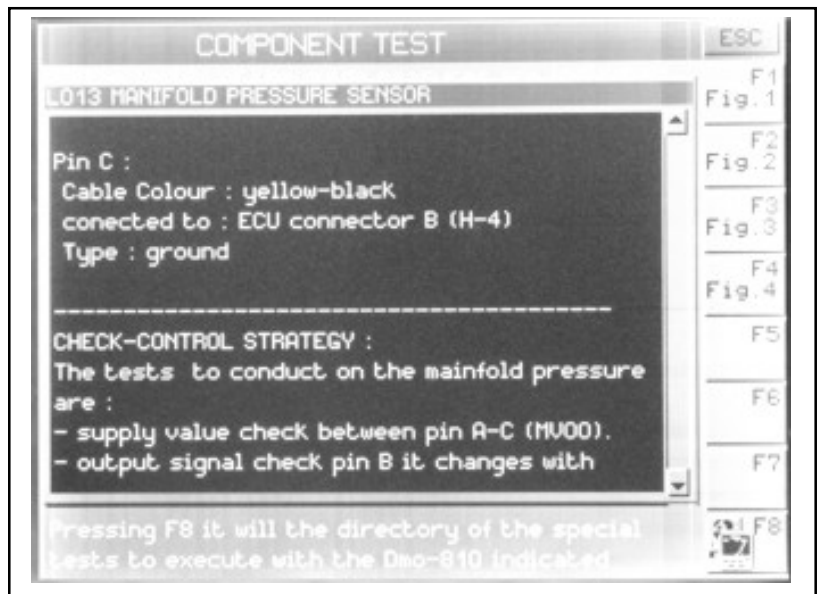 COMPONENT TEST
ESC
L013 MANIFOLD PRESSURE SENSOR
F1
Fig.1
F2
Fig.2
F3
Fig.3
F4
Fig.4
F5
F6
F7
F8
Pin C :
Cable Colour : yellow-black
conected to : ECU connector B (H-4)
Type : ground
------------------------------------------
CHECK-CONTROL STRATEGY :
The tests to conduct on the mainfold pressure
are :
- supply value check between pin A-C (MV00).
- output signal check pin B it changes with
Pressing F8 it will the directory of the special
tests to execute with the Dmo-810 indicated